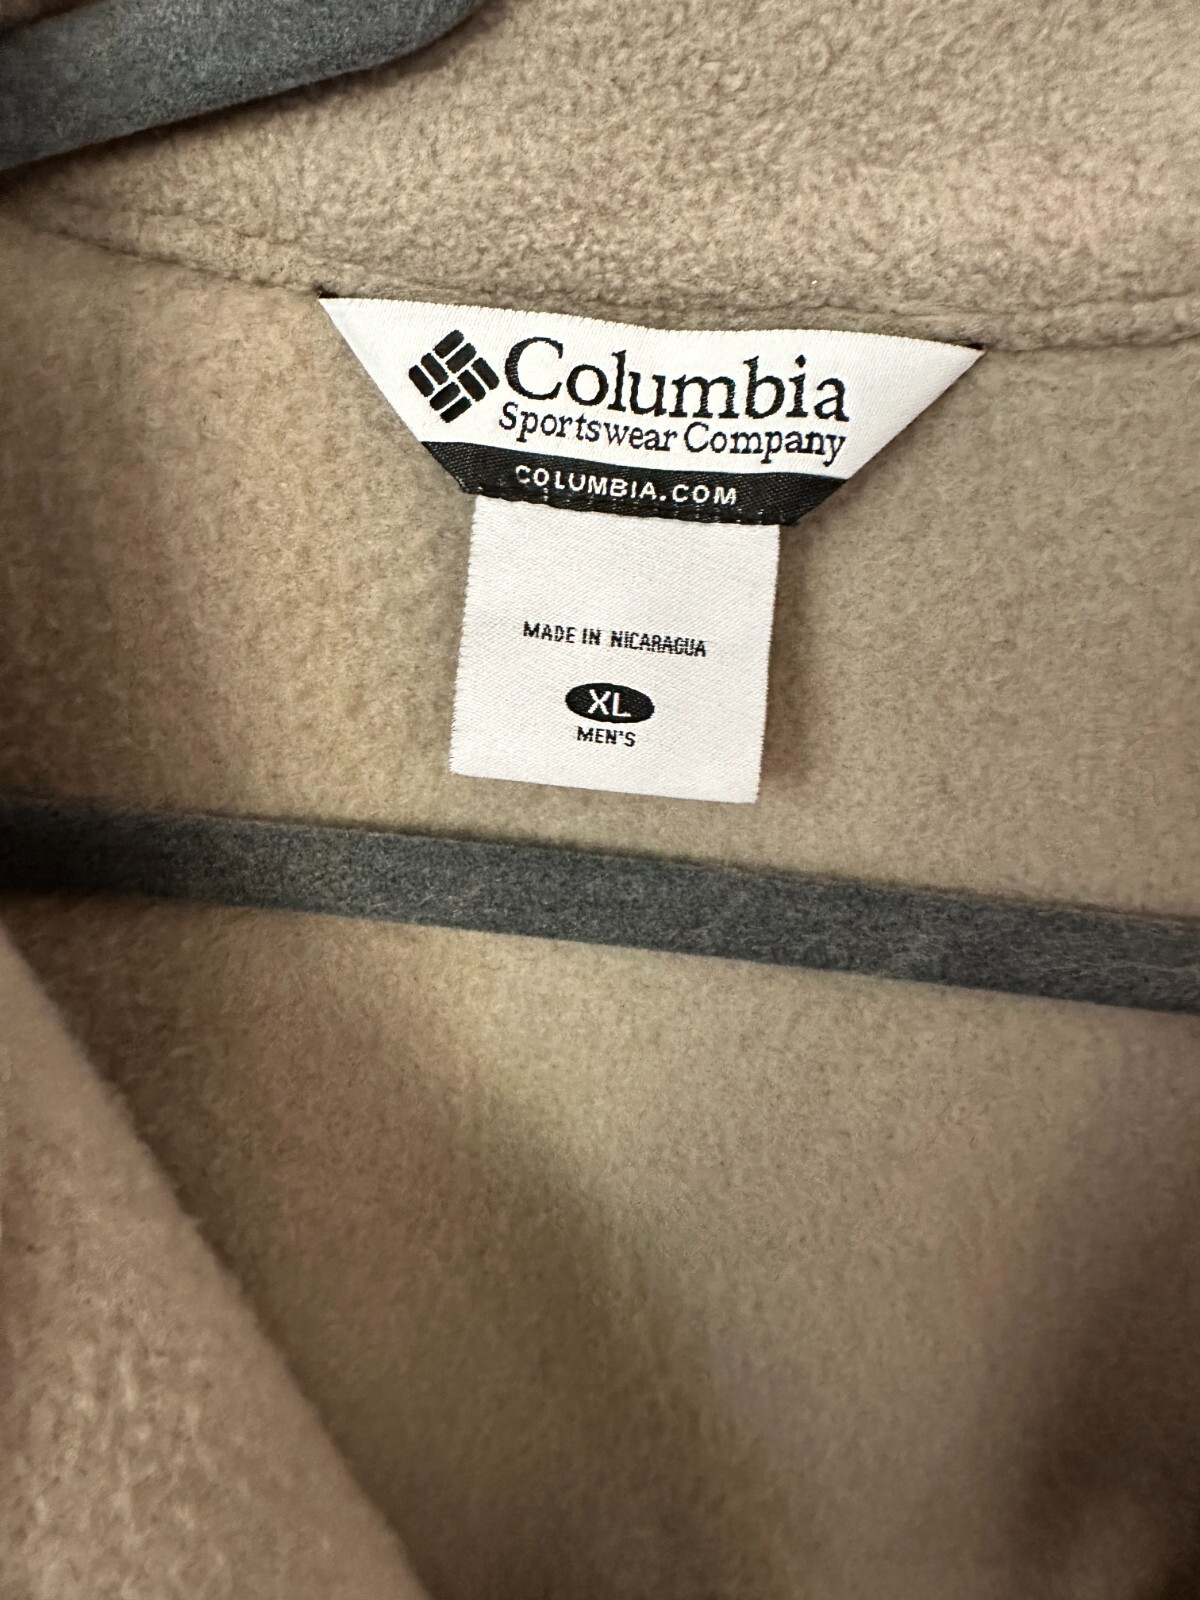 Columbia
Sportswear Company
COLUMBIA.COM
MADE IN NICARAGUA
XL
MEN'S